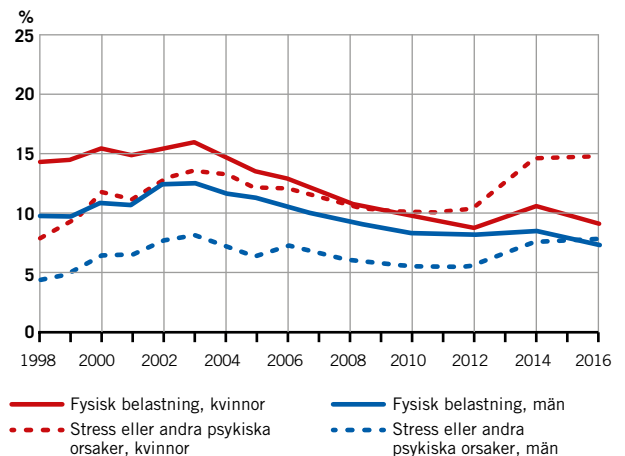 %
25
20
15
10
5
0
1998 2000 2002 2004 2006 2008 2010 2012 2014 2016
Fysisk belastning, kvinnor
Stress eller andra psykiska
orsaker, kvinnor
Fysisk belastning, män
Stress eller andra
psykiska orsaker, män